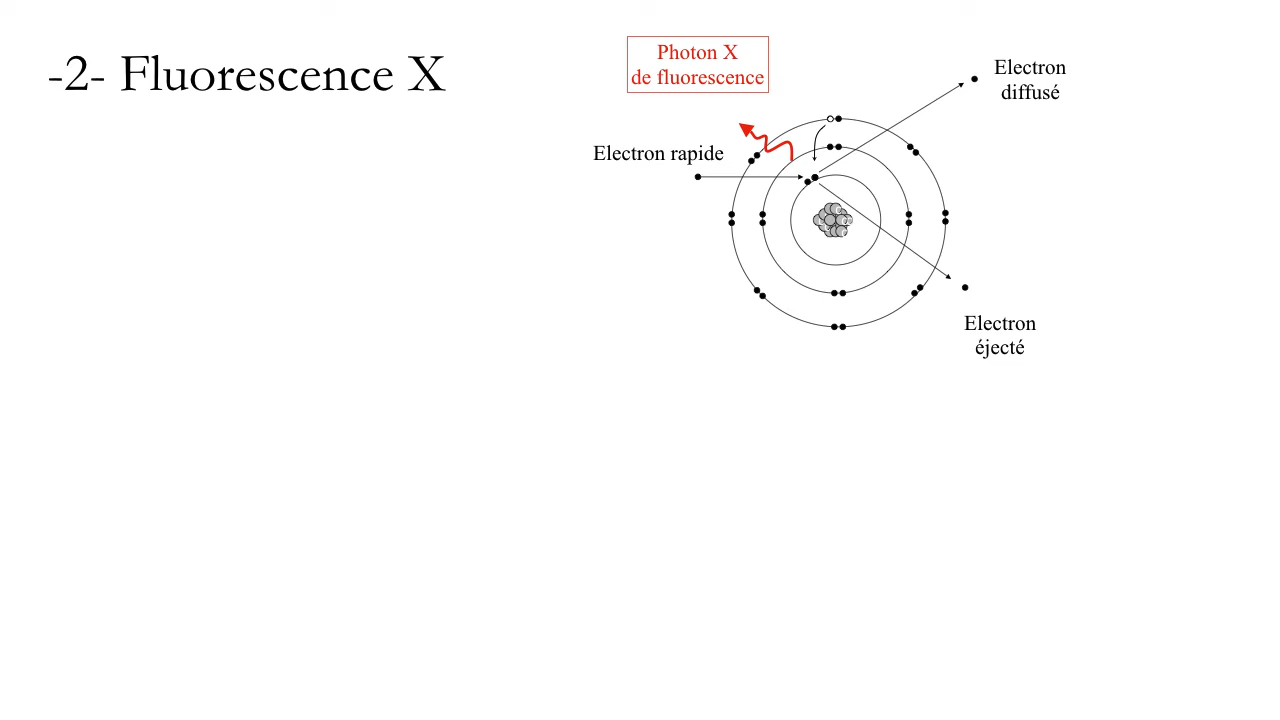 -2- Fluorescence X
Photon X
de fluorescence
Electron
diffusé
Electron rapide
Electron
éjecté